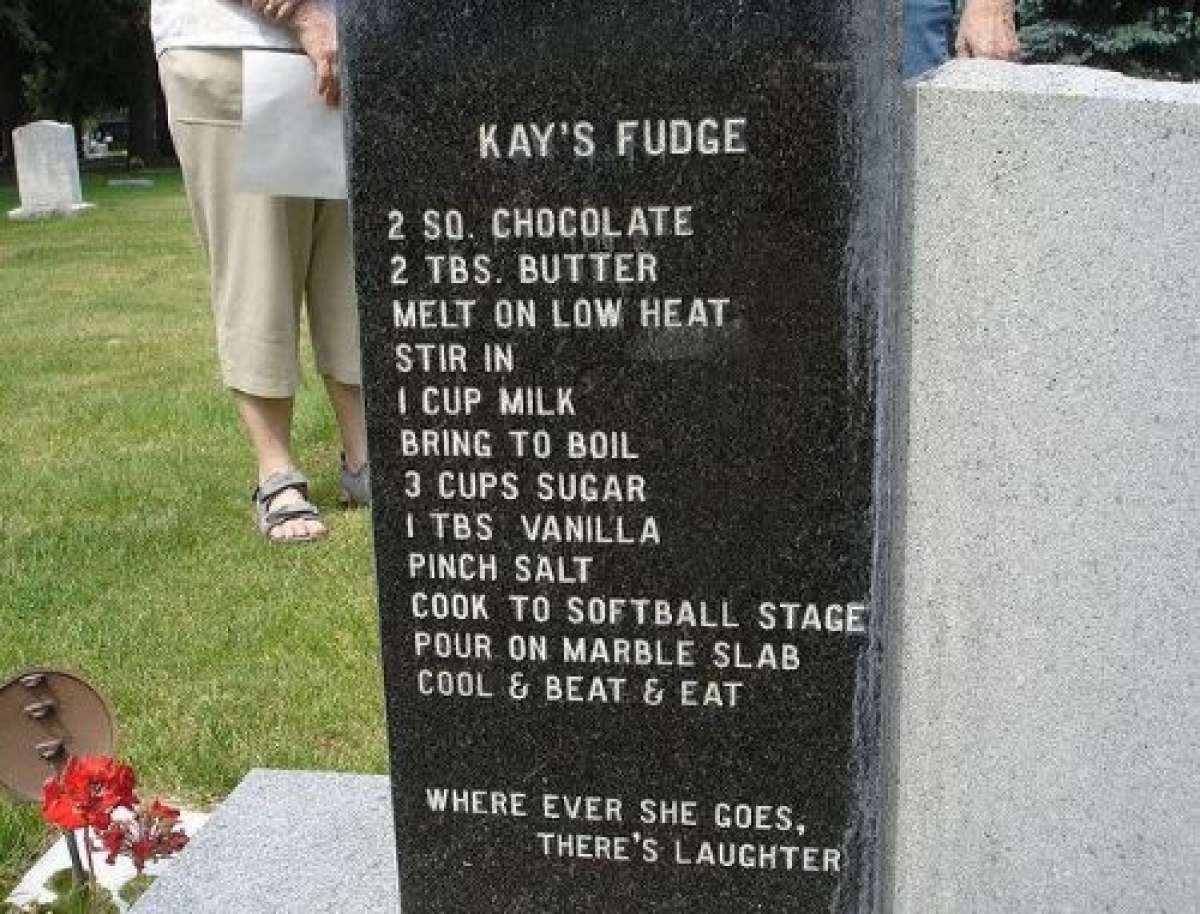 KAY'S FUDGE
2 SQ. CHOCOLATE
2 TBS. BUTTER
MELT ON LOW HEAT
STIR IN
1 CUP MILK
BRING TO BOIL
3 CUPS SUGAR
1 TBS VANILLA
PINCH SALT
COOK TO SOFTBALL STAGE
POUR ON MARBLE SLAB
COOL & BEAT & EAT
WHERE EVER SHE GOES,
THERE'S LAUGHTER